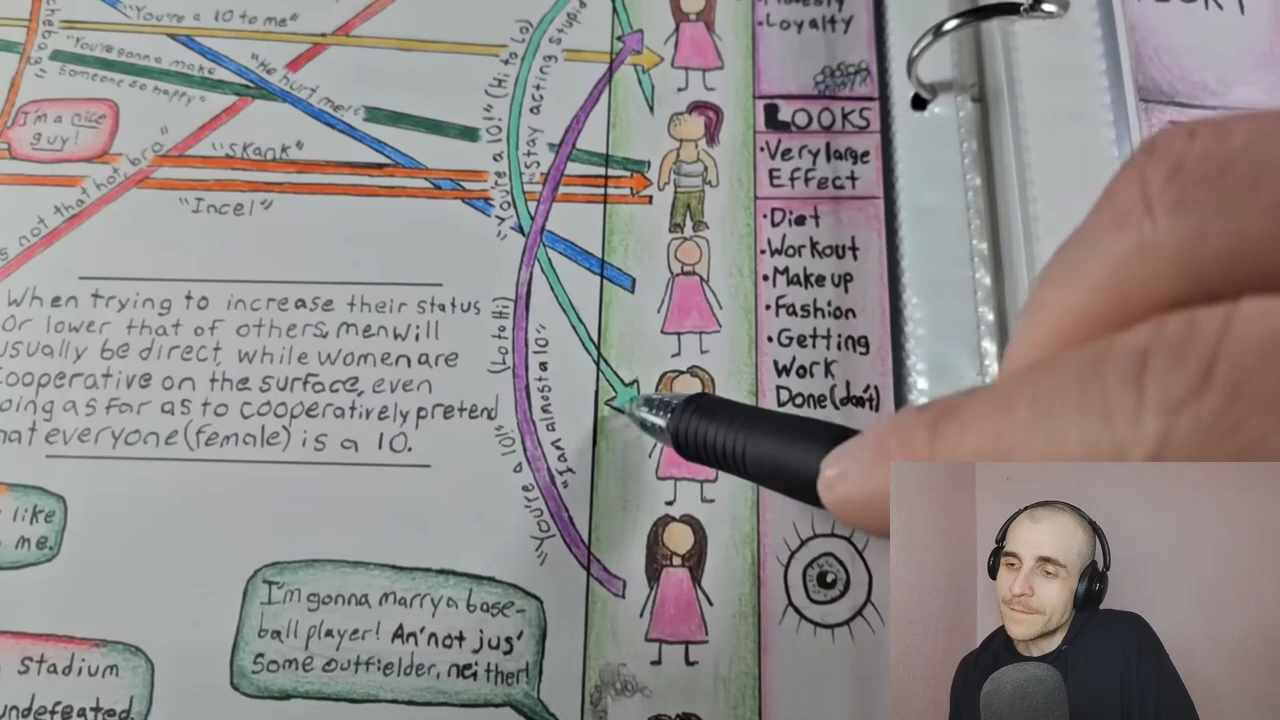 "You're a 10 to me"
"You're gonna make
someone so happy"
"He hurt me!"
I'm a nice
guy!
not that hot, bro."
"Skank"
"Incel"
"You're a 10!" (Hi to Lo)
"Stay acting stupid
When trying to increase their status
Or lower that of others, men will
usually be direct, while women are
cooperative on the surface, even
going as far as to cooperatively pretend
that everyone (female) is a 10.
(Lo to Hi)
"You're a 10!"
"I am almost a 10"
like
me.
Stadium
undefeated.
I'm gonna marry a base-
ball player! An' not jus'
Some outfielder, neither!
•Loyalty
LOOKS
•Very large
Effect
•Diet
•Workout
•Make up
•Fashion
•Getting
Work
Done (don't)